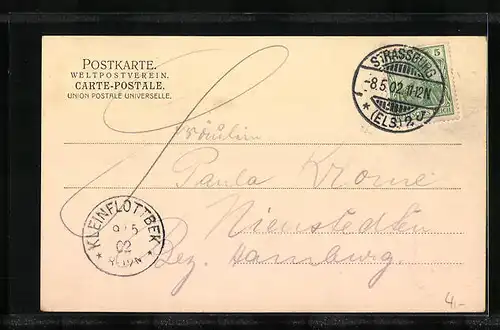 POSTKARTE.
WELTPOSTVEREIN.
CARTE-POSTALE.
UNION POSTALE UNIVERSELLE.
5
STRASSBURG
-8.5.02.11-12N
* (ELS.) 2
Fräulein
Paula Krome
Nienstedten
Bez. Hamburg.
* KLEINFLOTTBEK *
9/5
02
4.-